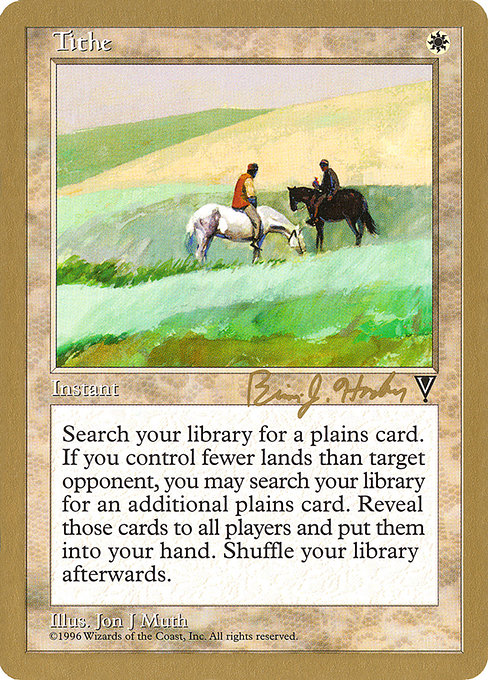 Tithe
Instant
Search your library for a plains card.
If you control fewer lands than target
opponent, you may search your library
for an additional plains card. Reveal
those cards to all players and put them
into your hand. Shuffle your library
afterwards.
Illus. Jon J Muth
©1996 Wizards of the Coast, Inc. All rights reserved.